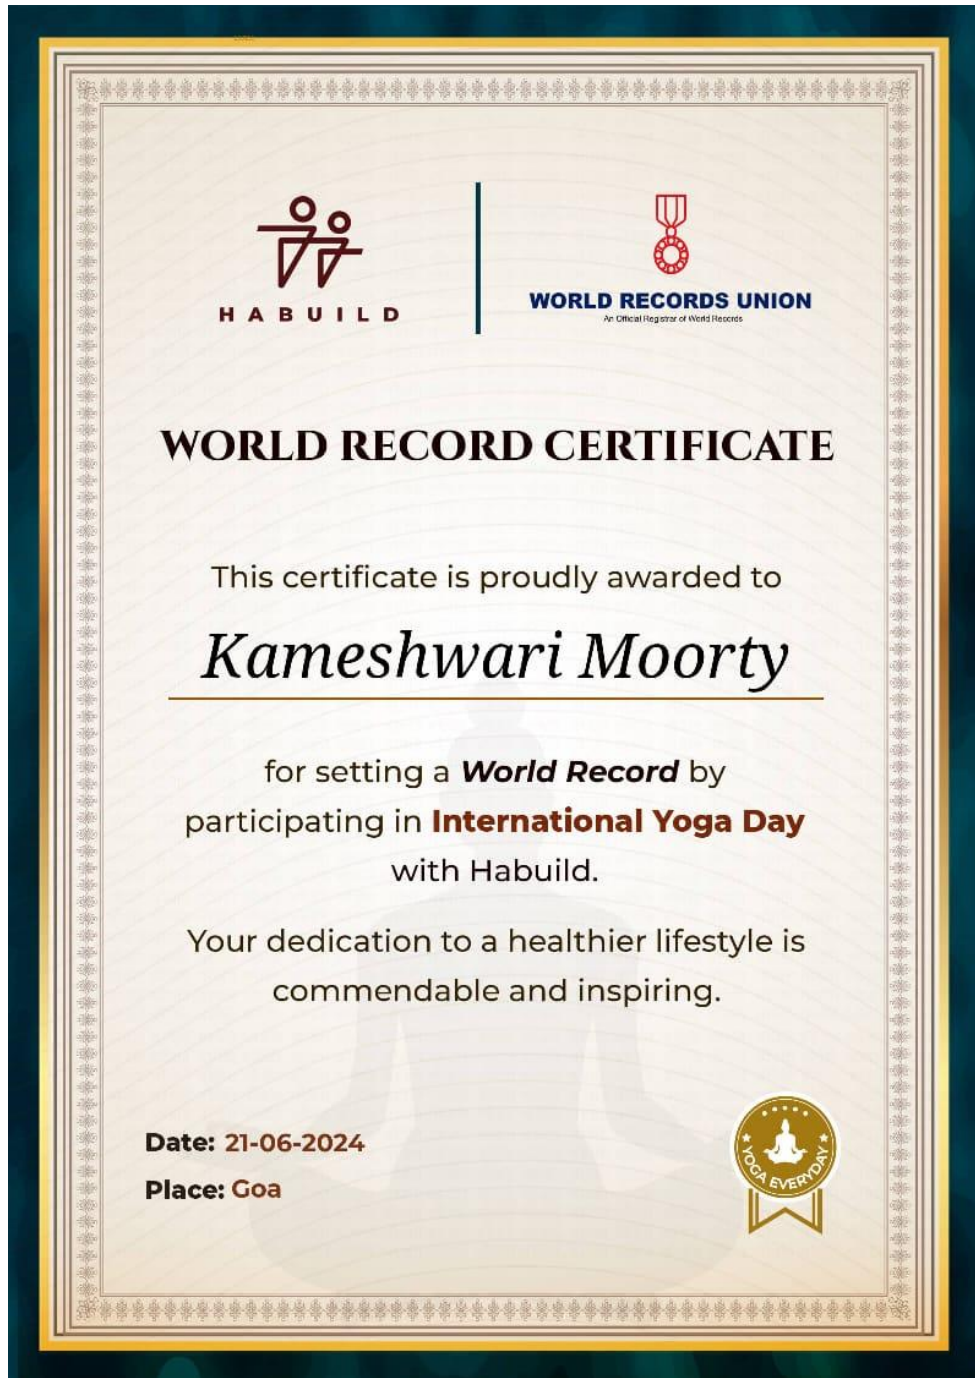 HABUILD
WORLD RECORDS UNION
An Official Registrar of World Records
WORLD RECORD CERTIFICATE
This certificate is proudly awarded to
Kameshwari Moorty
for setting a World Record by
participating in International Yoga Day
with Habuild.
Your dedication to a healthier lifestyle is
commendable and inspiring.
Date: 21-06-2024
Place: Goa
YOGA EVERYDAY